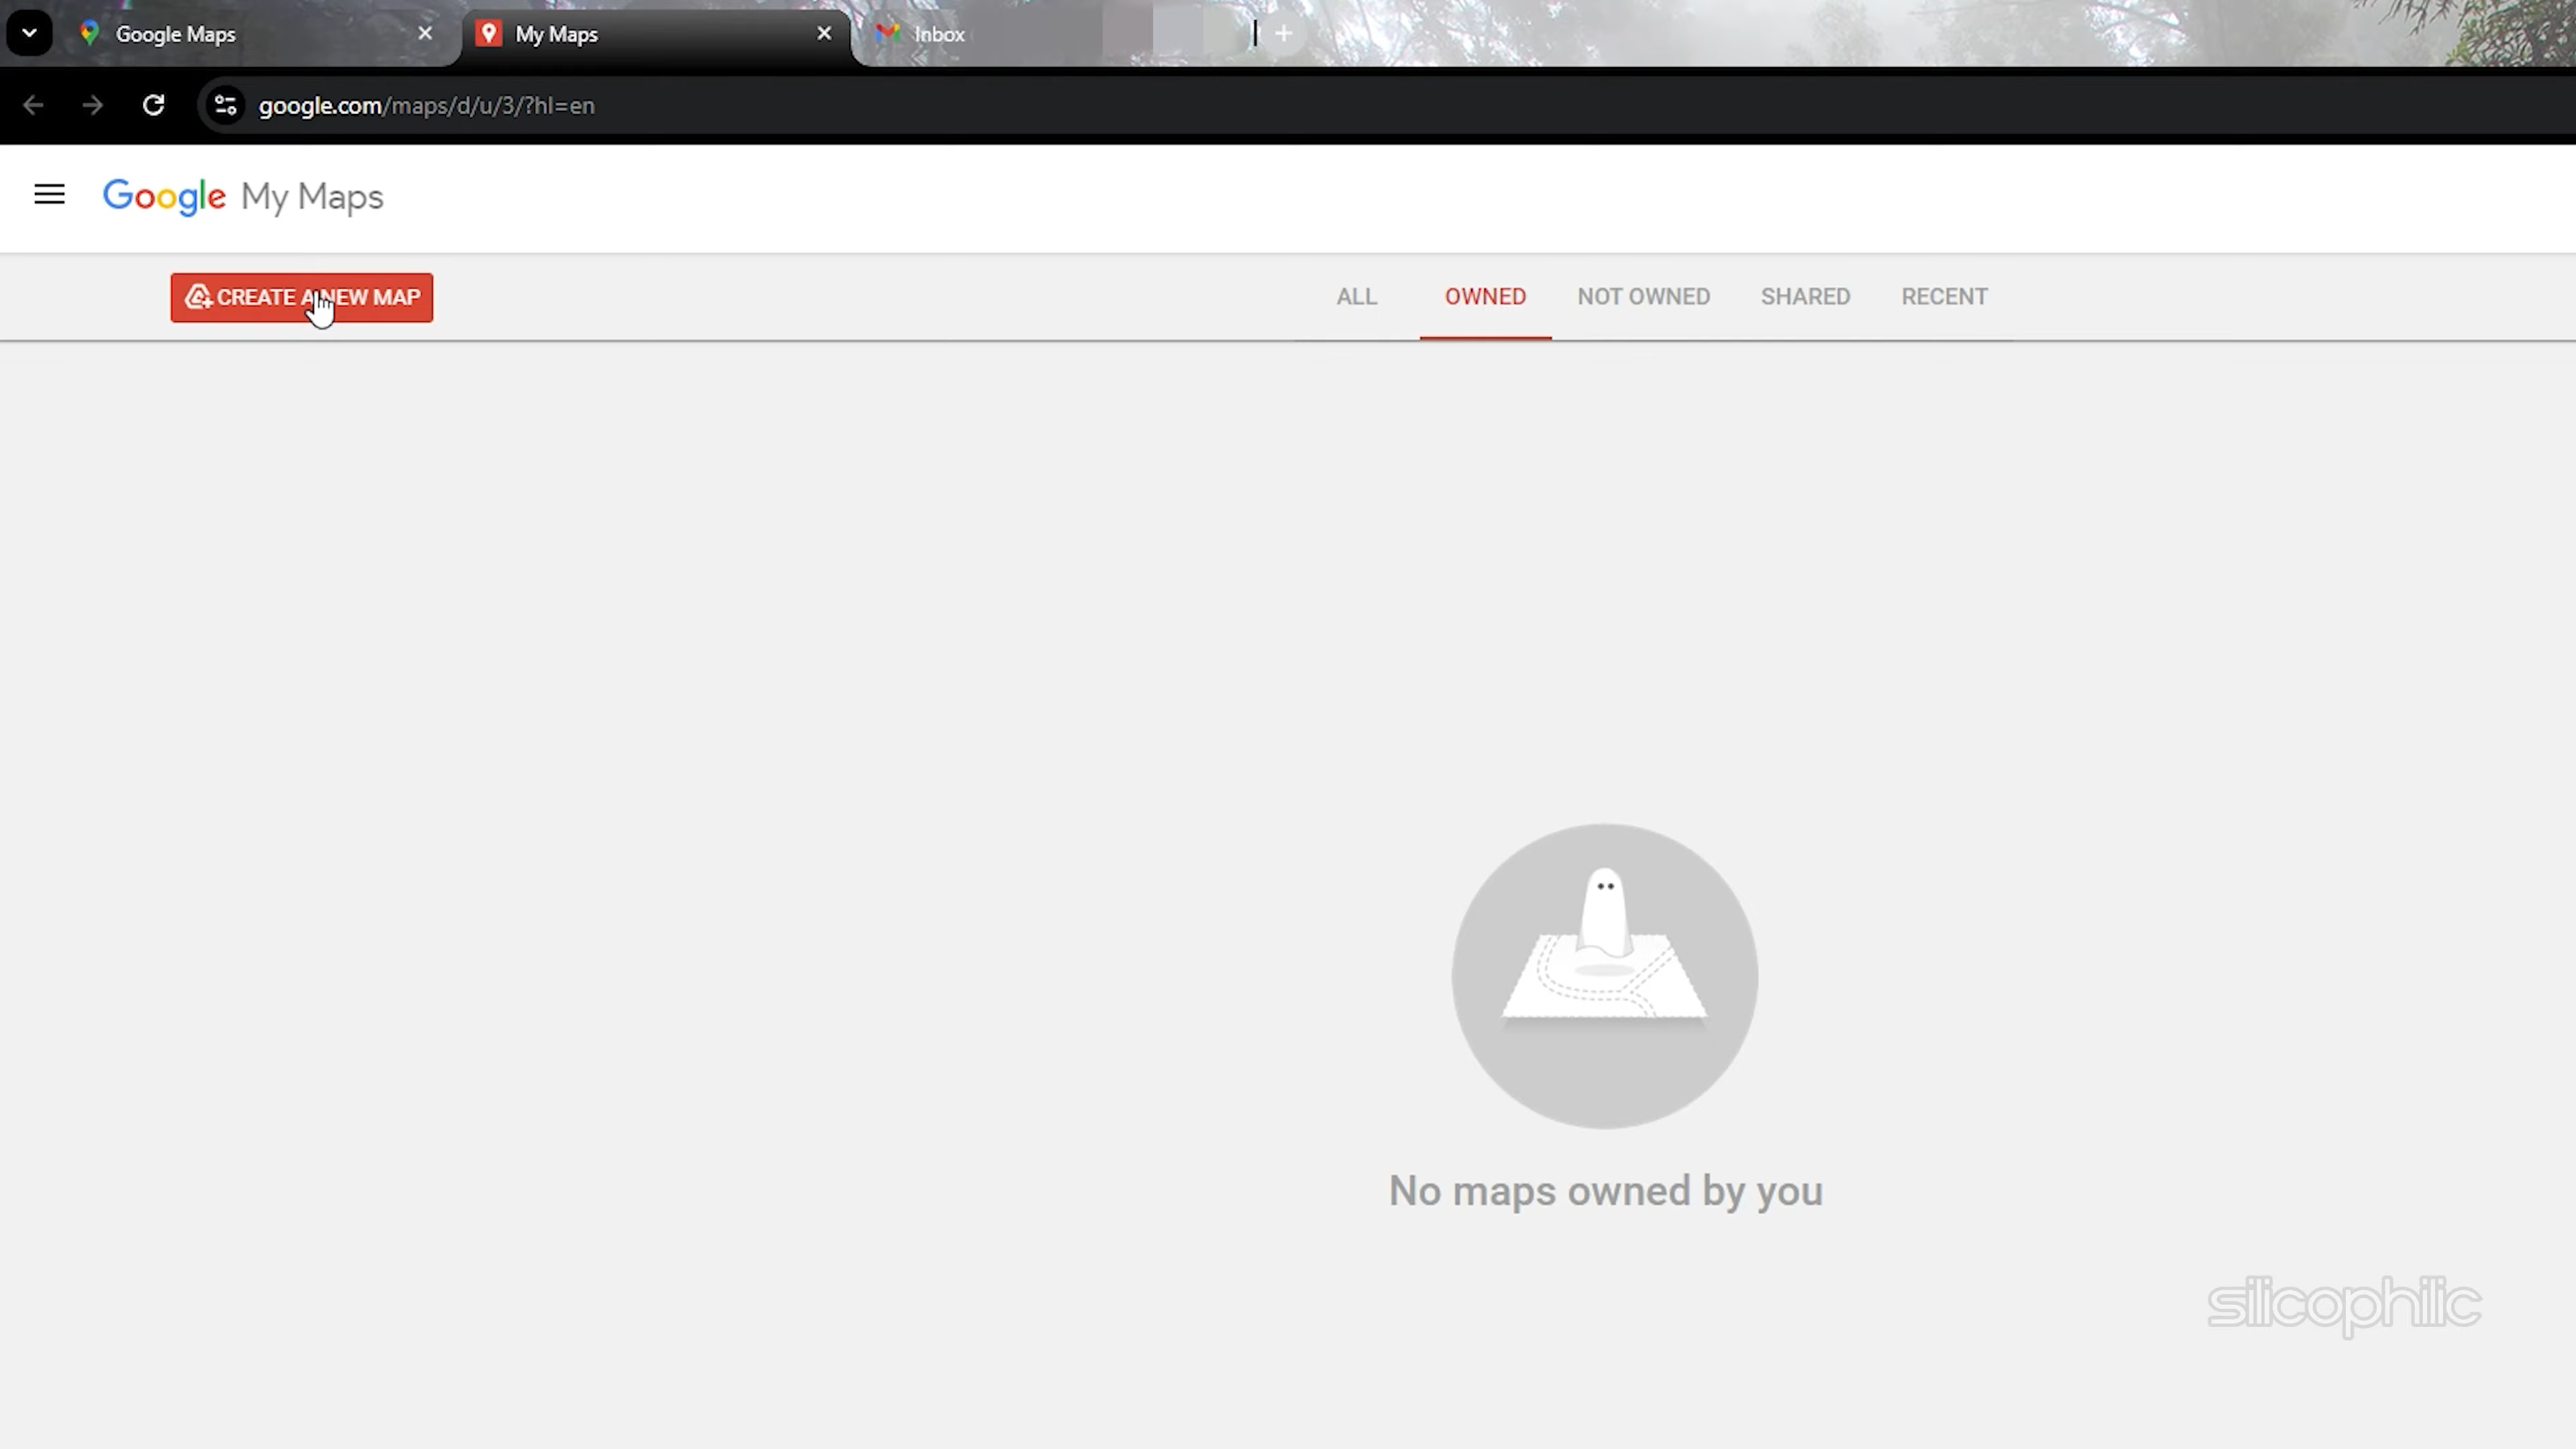 Google Maps
My Maps
Inbox
google.com/maps/d/u/3/?hl=en
Google My Maps
CREATE A NEW MAP
ALL
OWNED
NOT OWNED
SHARED
RECENT
No maps owned by you
silicophilic